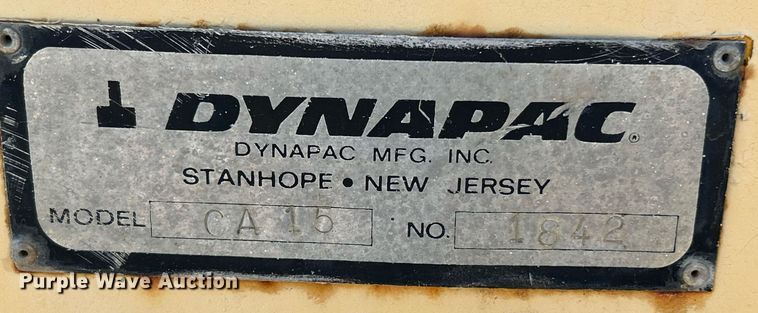 DYNAPAC®
DYNAPAC MFG. INC.
STANHOPE • NEW JERSEY
MODEL CA 15 NO. 1842
Purple Wave Auction